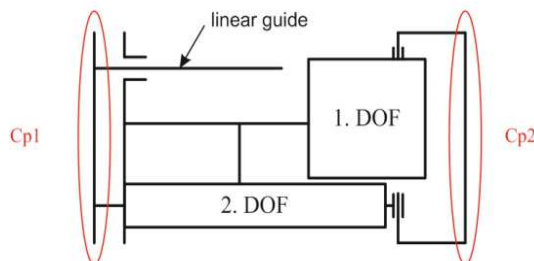 linear guide
1. DOF
Cp1
Cp2
2. DOF